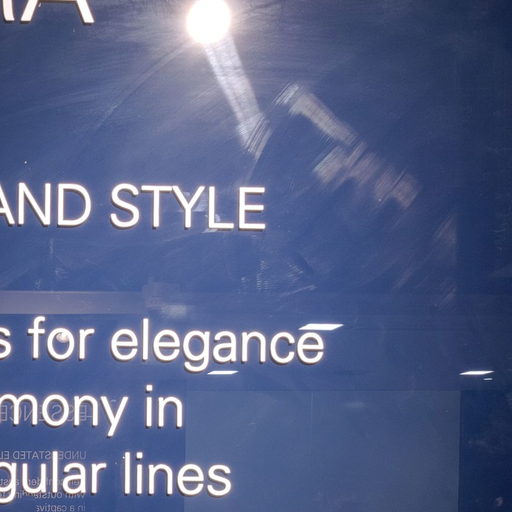 AND STYLE
s for elegance
mony in
gular lines